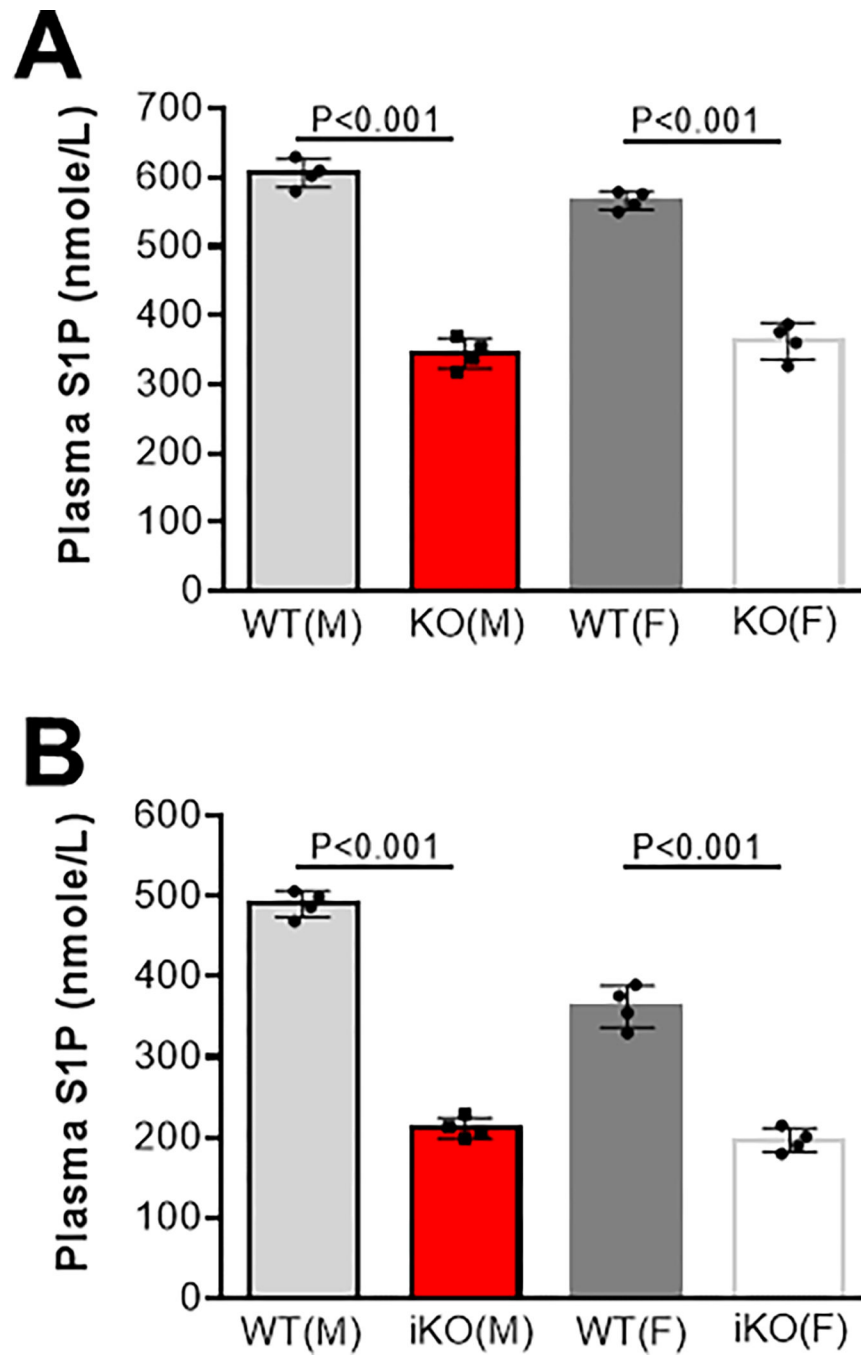 A
Plasma S1P (nmole/L)
700
600
500
400
300
200
100
0
P<0.001
P<0.001
WT(M)
KO(M)
WT(F)
KO(F)
B
Plasma S1P (nmole/L)
600
500
400
300
200
100
0
P<0.001
P<0.001
WT(M)
iKO(M)
WT(F)
iKO(F)